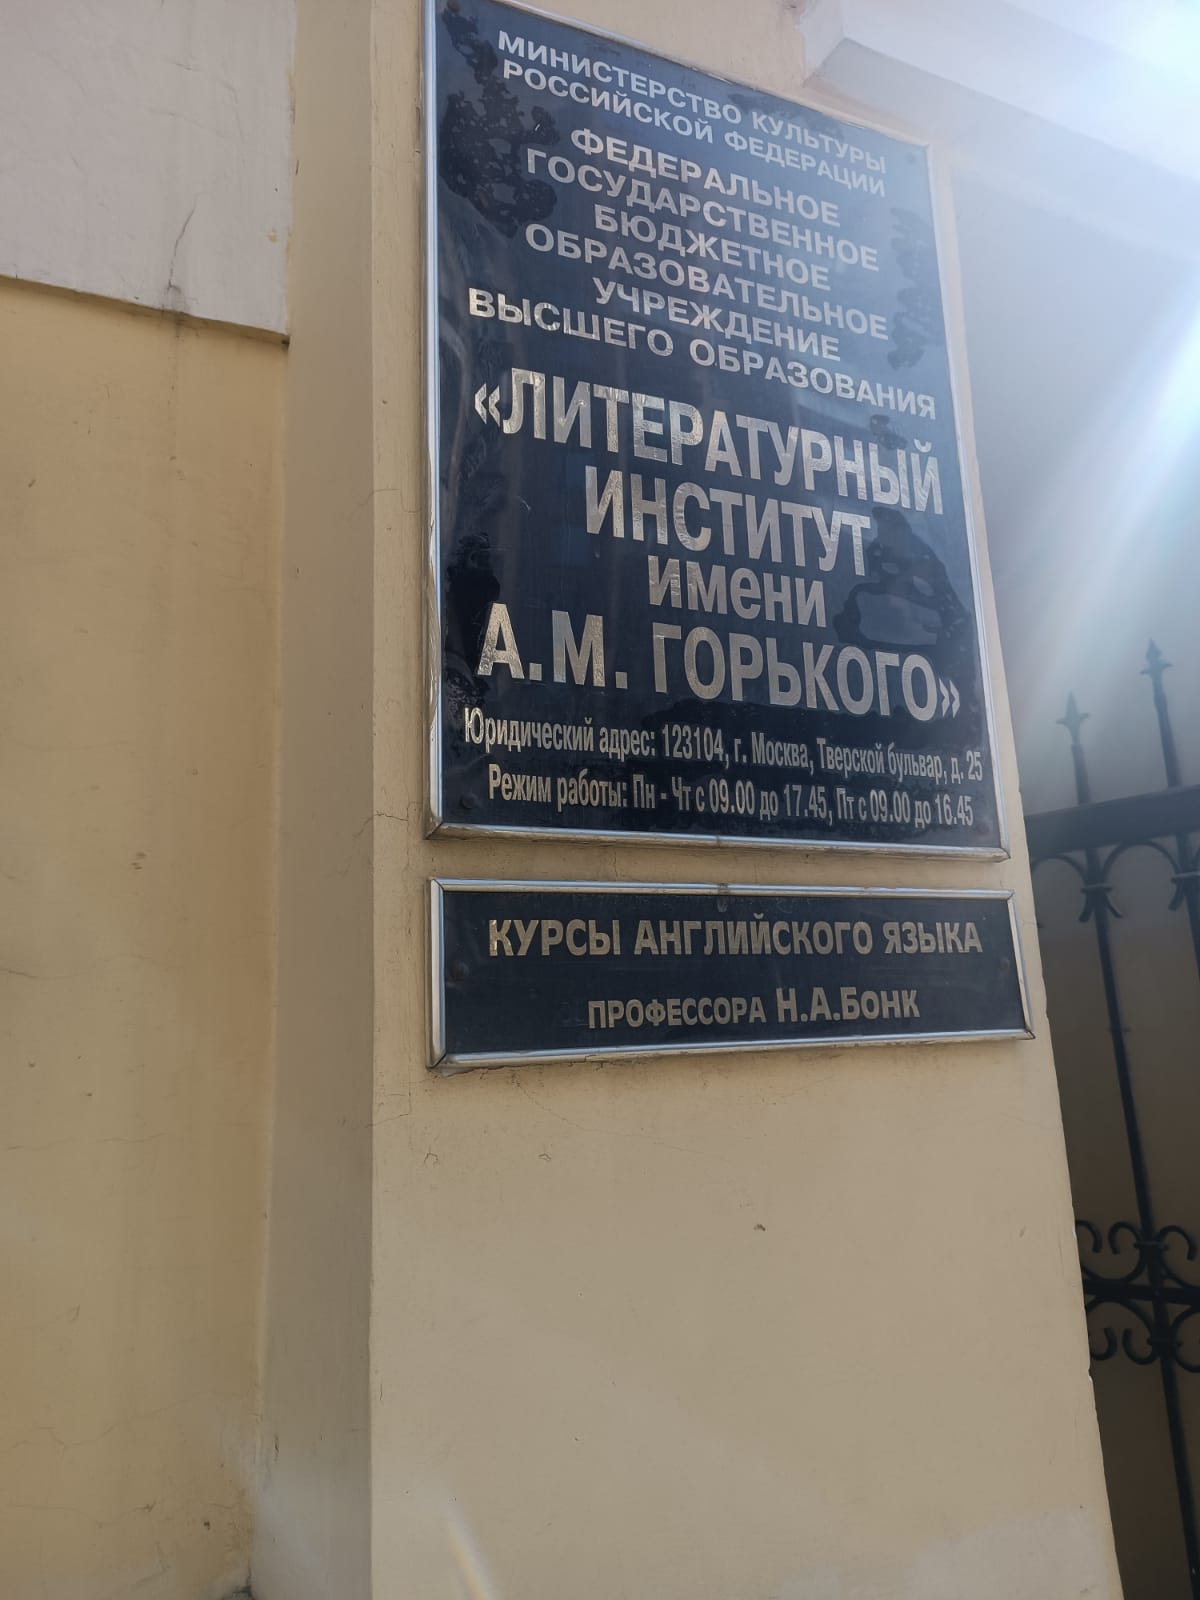 МИНИСТЕРСТВО КУЛЬТУРЫ
РОССИЙСКОЙ ФЕДЕРАЦИИ
ФЕДЕРАЛЬНОЕ
ГОСУДАРСТВЕННОЕ
БЮДЖЕТНОЕ
ОБРАЗОВАТЕЛЬНОЕ
УЧРЕЖДЕНИЕ
ВЫСШЕГО ОБРАЗОВАНИЯ
«ЛИТЕРАТУРНЫЙ
ИНСТИТУТ
имени
А.М. ГОРЬКОГО»
Юридический адрес: 123104, г. Москва, Тверской бульвар, д. 25
Режим работы: Пн - Чт с 09.00 до 17.45, Пт с 09.00 до 16.45
КУРСЫ АНГЛИЙСКОГО ЯЗЫКА
ПРОФЕССОРА Н.А.БОНК